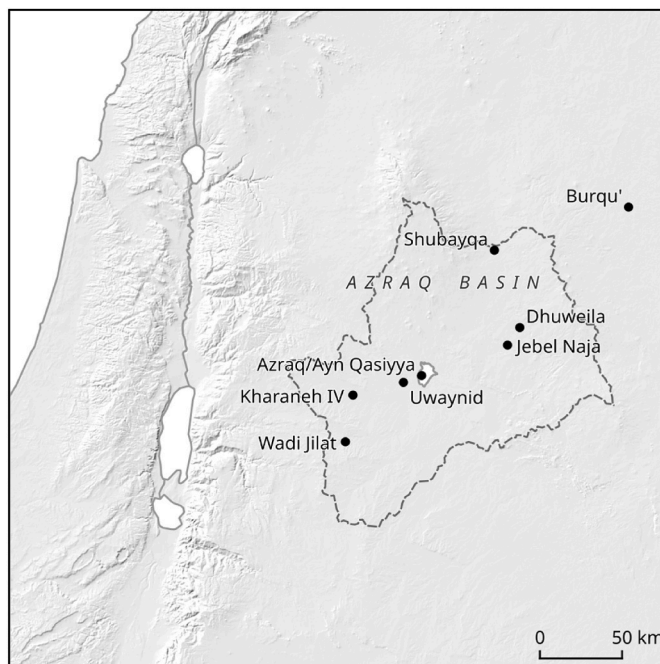 Burqu'
Shubayqa
AZRAQ BASIN
Dhuweila
Jebel Naja
Azraq/Ayn Qasiyya
Kharaneh IV
Uwaynid
Wadi Jilat
0 50 km